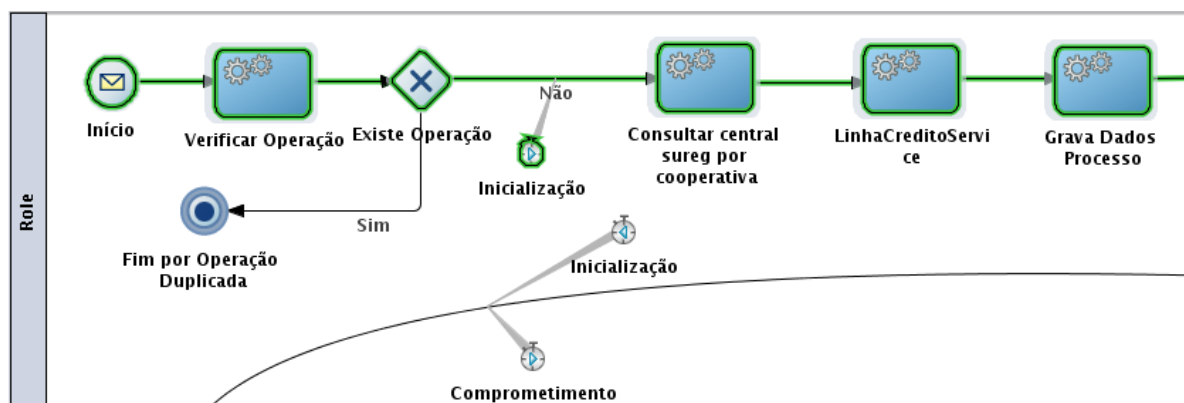 Role
Início
Verificar Operação
Existe Operação
Não
Inicialização
Consultar central
sureg por
cooperativa
LinhaCreditoServi
ce
Grava Dados
Processo
Sim
Fim por Operação
Duplicada
Inicialização
Comprometimento